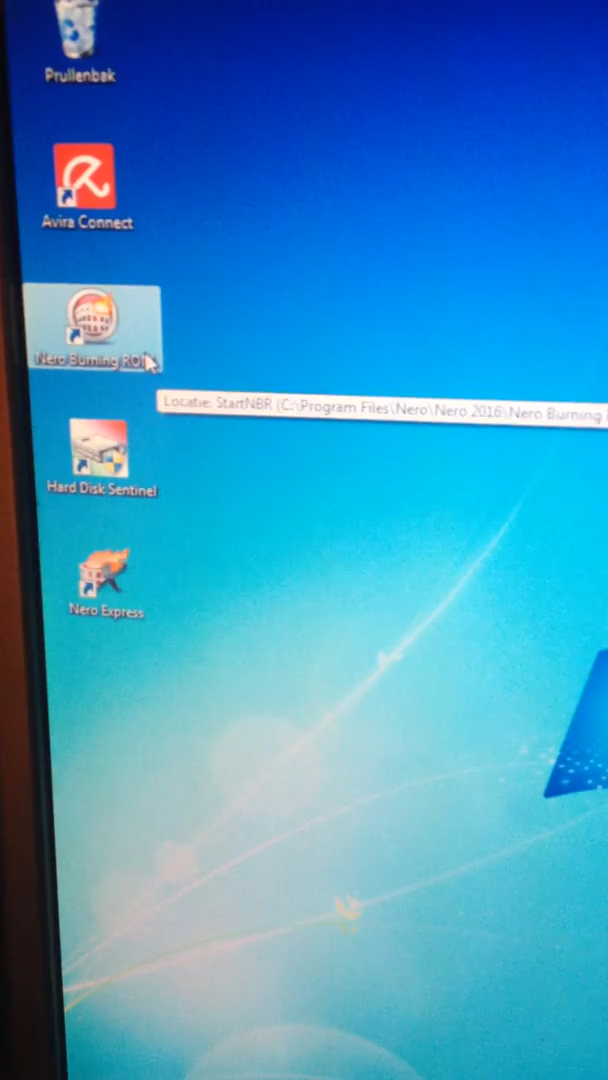 Prullenbak
Avira Connect
Nero Burning ROM
Locatie: StartNBR (C:\Program Files\Nero\Nero 2016\Nero Burning
Hard Disk Sentinel
Nero Express